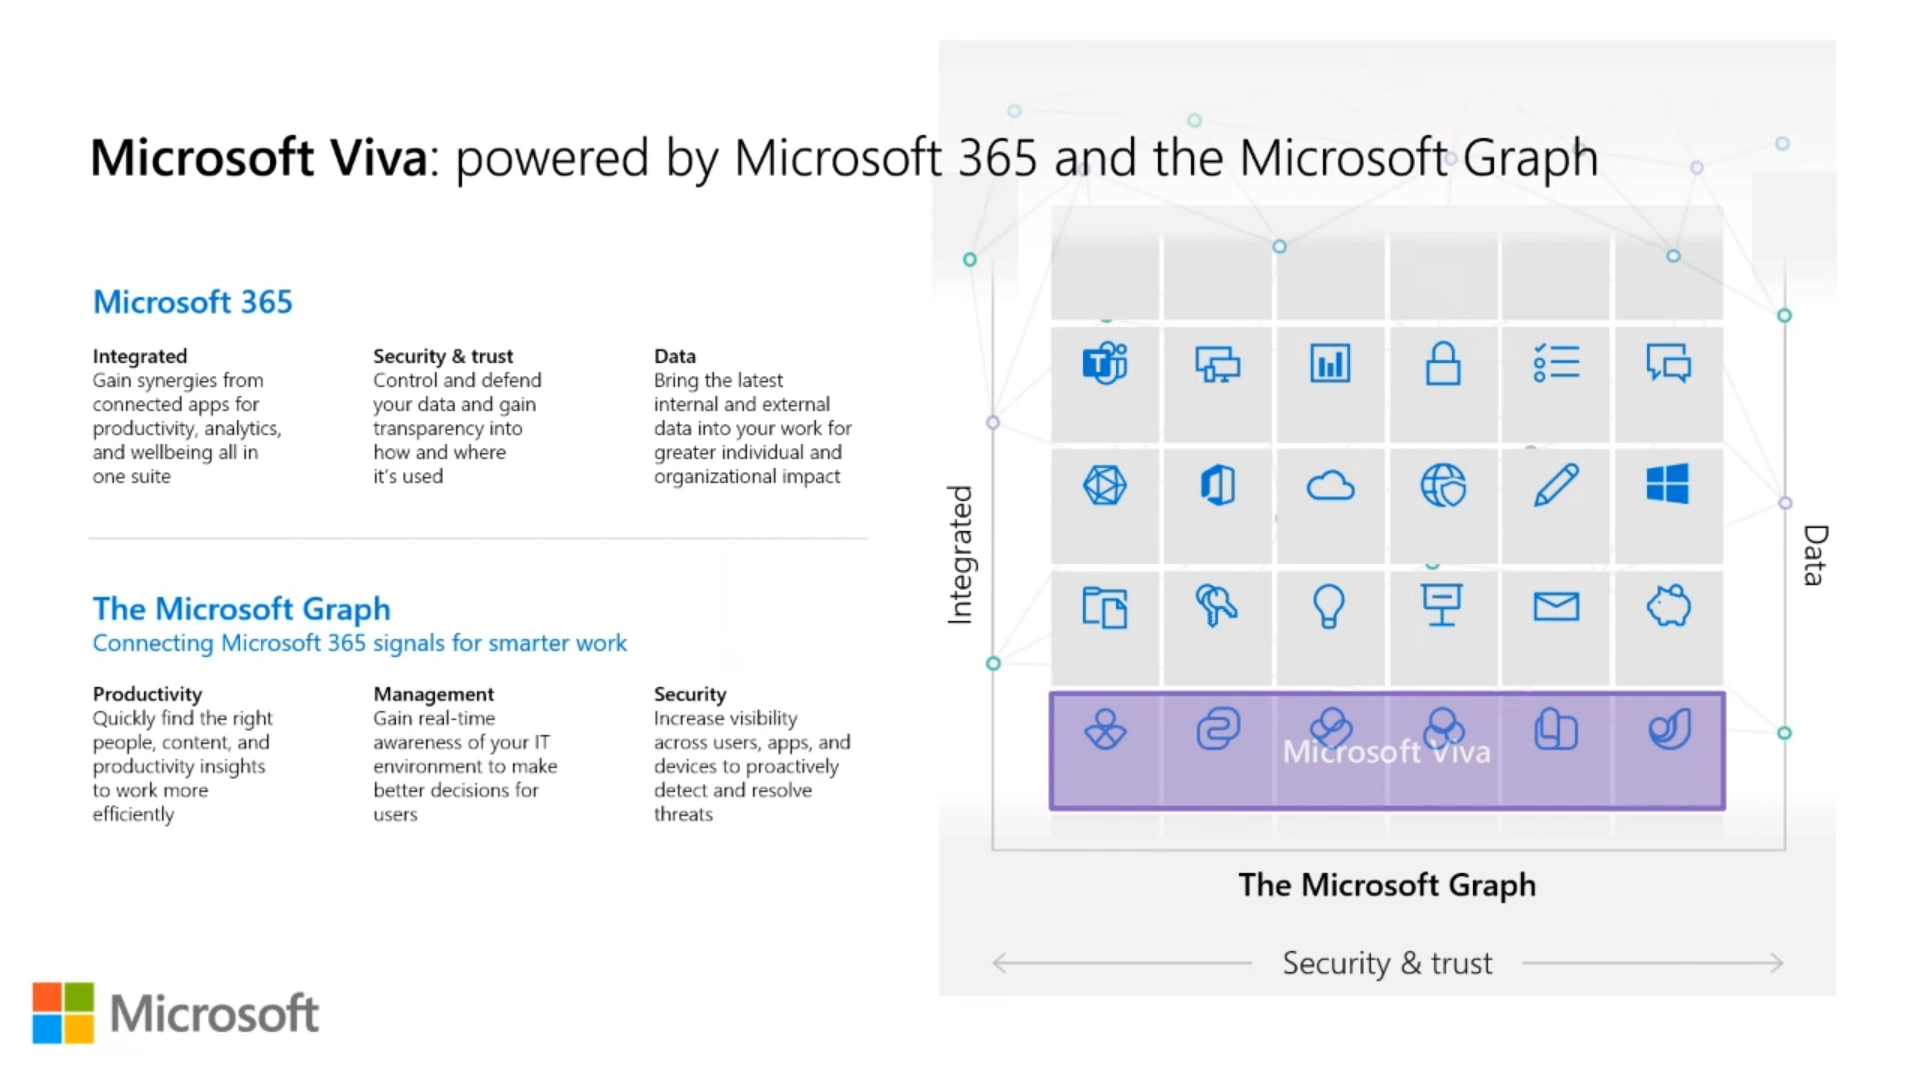 Microsoft Viva: powered by Microsoft 365 and the Microsoft Graph
Microsoft 365
Integrated
Gain synergies from
connected apps for
productivity, analytics,
and wellbeing all in
one suite
Security & trust
Control and defend
your data and gain
transparency into
how and where
it's used
Data
Bring the latest
internal and external
data into your work for
greater individual and
organizational impact
The Microsoft Graph
Connecting Microsoft 365 signals for smarter work
Productivity
Quickly find the right
people, content, and
productivity insights
to work more
efficiently
Management
Gain real-time
awareness of your IT
environment to make
better decisions for
users
Security
Increase visibility
across users, apps, and
devices to proactively
detect and resolve
threats
Integrated
T
Microsoft Viva
Data
The Microsoft Graph
Security & trust
Microsoft